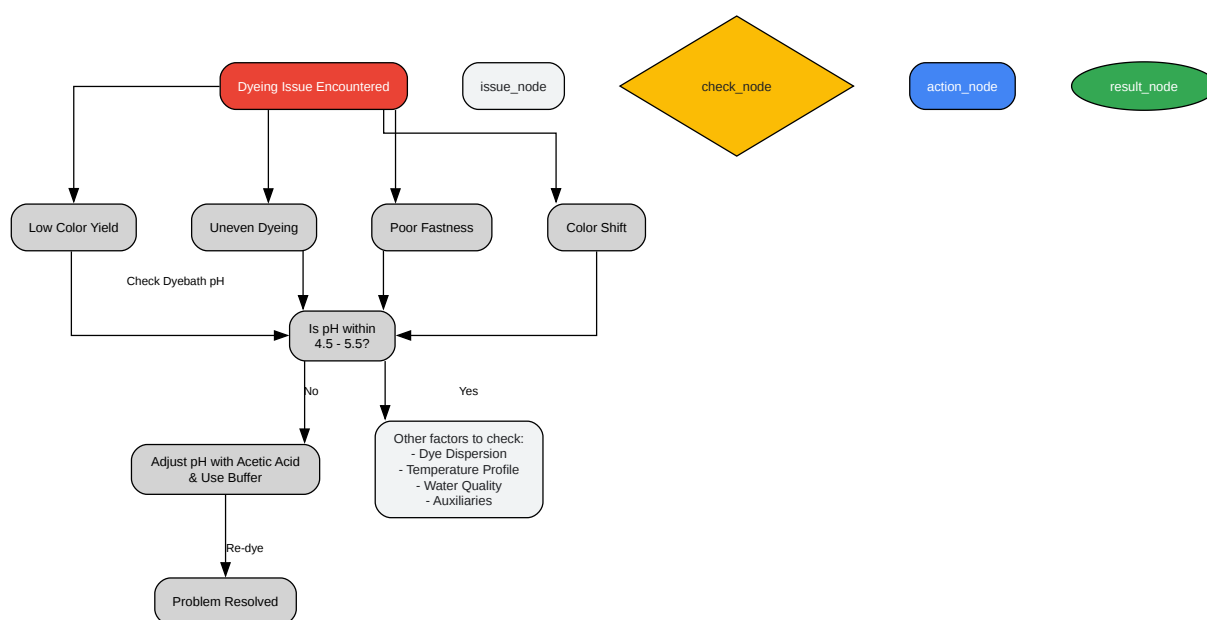 Dyeing Issue Encountered
issue_node
check_node
action_node
result_node
Low Color Yield
Uneven Dyeing
Poor Fastness
Color Shift
Check Dyebath pH
Is pH within
4.5 - 5.5?
No
Yes
Adjust pH with Acetic Acid
& Use Buffer
Other factors to check:
- Dye Dispersion
- Temperature Profile
- Water Quality
- Auxiliaries
Re-dye
Problem Resolved